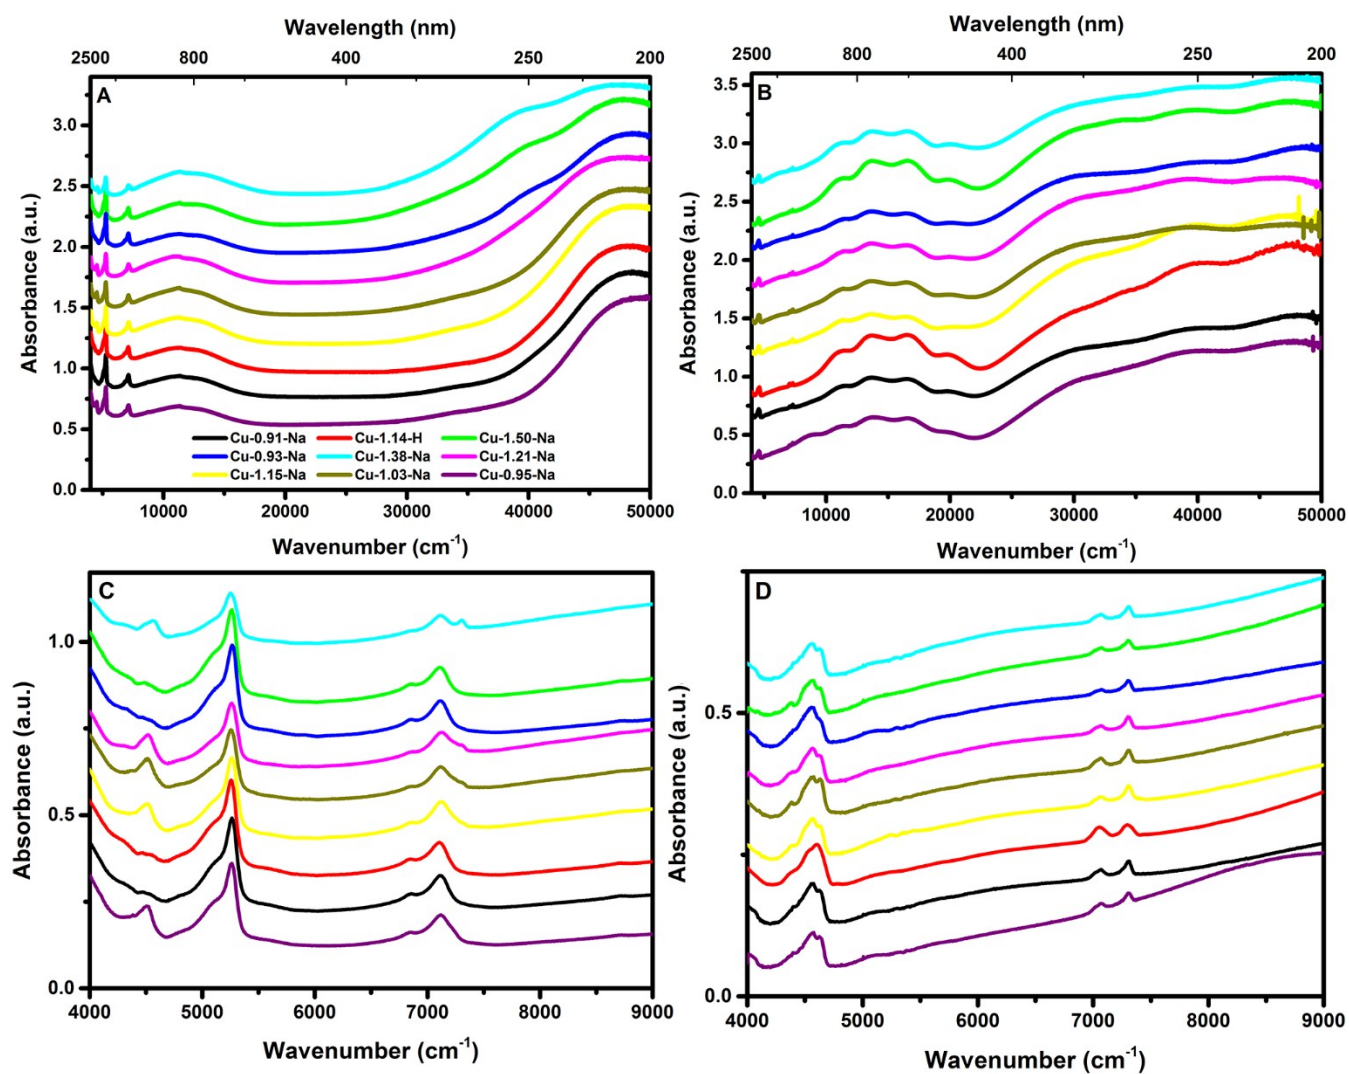 Wavelength (nm)
2500 800 400 250 200
A
3.0
2.5
2.0
1.5
1.0
0.5
0.0
Absorbance (a.u.)
Cu-0.91-Na Cu-1.14-H Cu-1.50-Na
Cu-0.93-Na Cu-1.38-Na Cu-1.21-Na
Cu-1.15-Na Cu-1.03-Na Cu-0.95-Na
10000 20000 30000 40000 50000
Wavenumber (cm⁻¹)
Wavelength (nm)
2500 800 400 250 200
B
3.5
3.0
2.5
2.0
1.5
1.0
0.5
0.0
Absorbance (a.u.)
10000 20000 30000 40000 50000
Wavenumber (cm⁻¹)
C
1.0
0.5
0.0
Absorbance (a.u.)
4000 5000 6000 7000 8000 9000
Wavenumber (cm⁻¹)
D
0.5
0.0
Absorbance (a.u.)
4000 5000 6000 7000 8000 9000
Wavenumber (cm⁻¹)